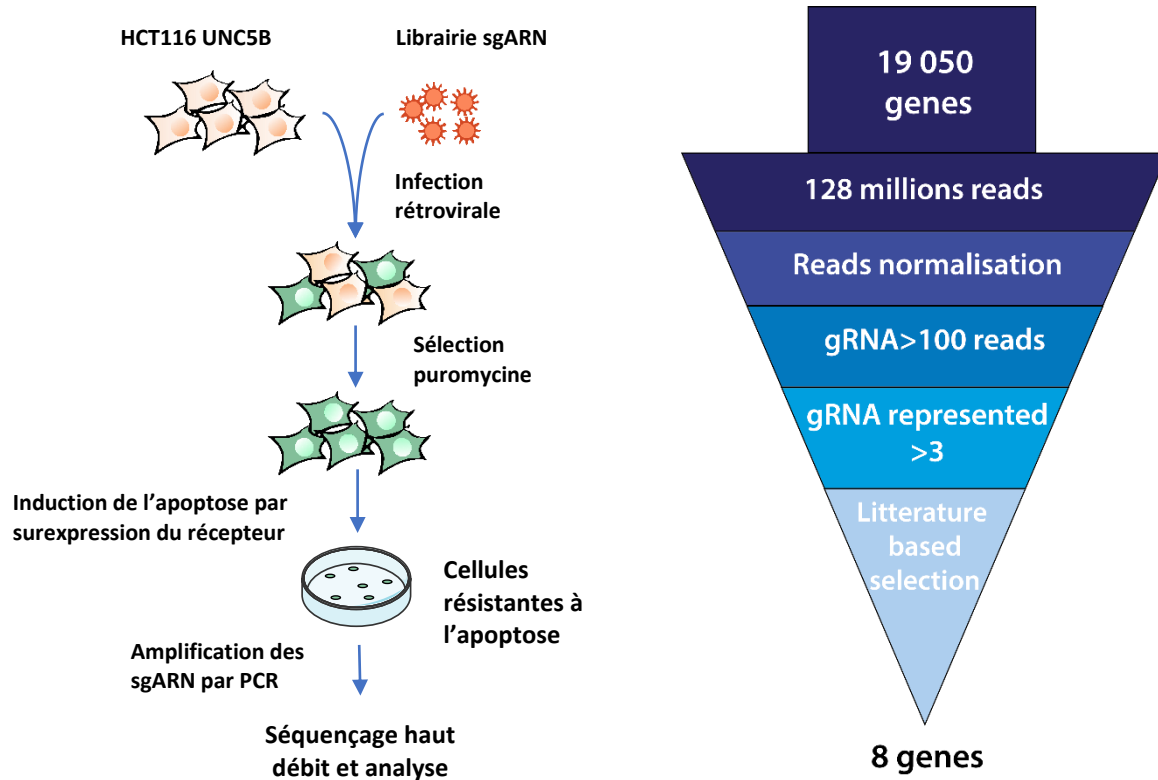 HCT116 UNC5B
Librairie sgARN
Infection
rétrovirale
Sélection
puromycine
Induction de l’apoptose par
surexpression du récepteur
Cellules
résistantes à
l’apoptose
Amplification des
sgARN par PCR
Séquençage haut
débit et analyse
19 050
genes
128 millions reads
Reads normalisation
gRNA>100 reads
gRNA represented
>3
Litterature
based
selection
8 genes